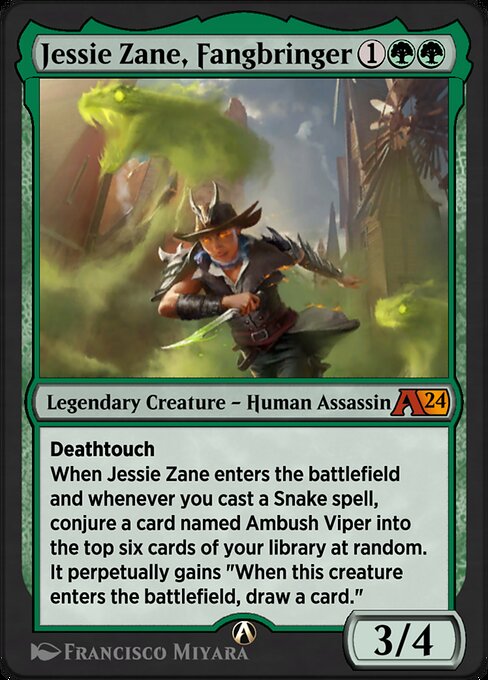 Jessie Zane, Fangbringer 1
Legendary Creature – Human Assassin A24
Deathtouch
When Jessie Zane enters the battlefield
and whenever you cast a Snake spell,
conjure a card named Ambush Viper into
the top six cards of your library at random.
It perpetually gains "When this creature
enters the battlefield, draw a card."
3/4
Francisco Miyara